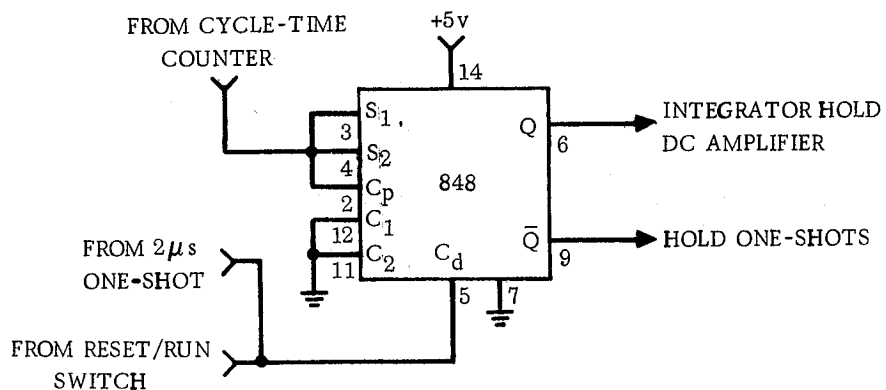 FROM CYCLE-TIME
COUNTER
+5v
14
S1
3
S2
4
Cp
2
C1
12
C2
11
848
Q
6
Q̄
9
Cd
5
7
INTEGRATOR HOLD
DC AMPLIFIER
HOLD ONE-SHOTS
FROM 2μs
ONE-SHOT
FROM RESET/RUN
SWITCH